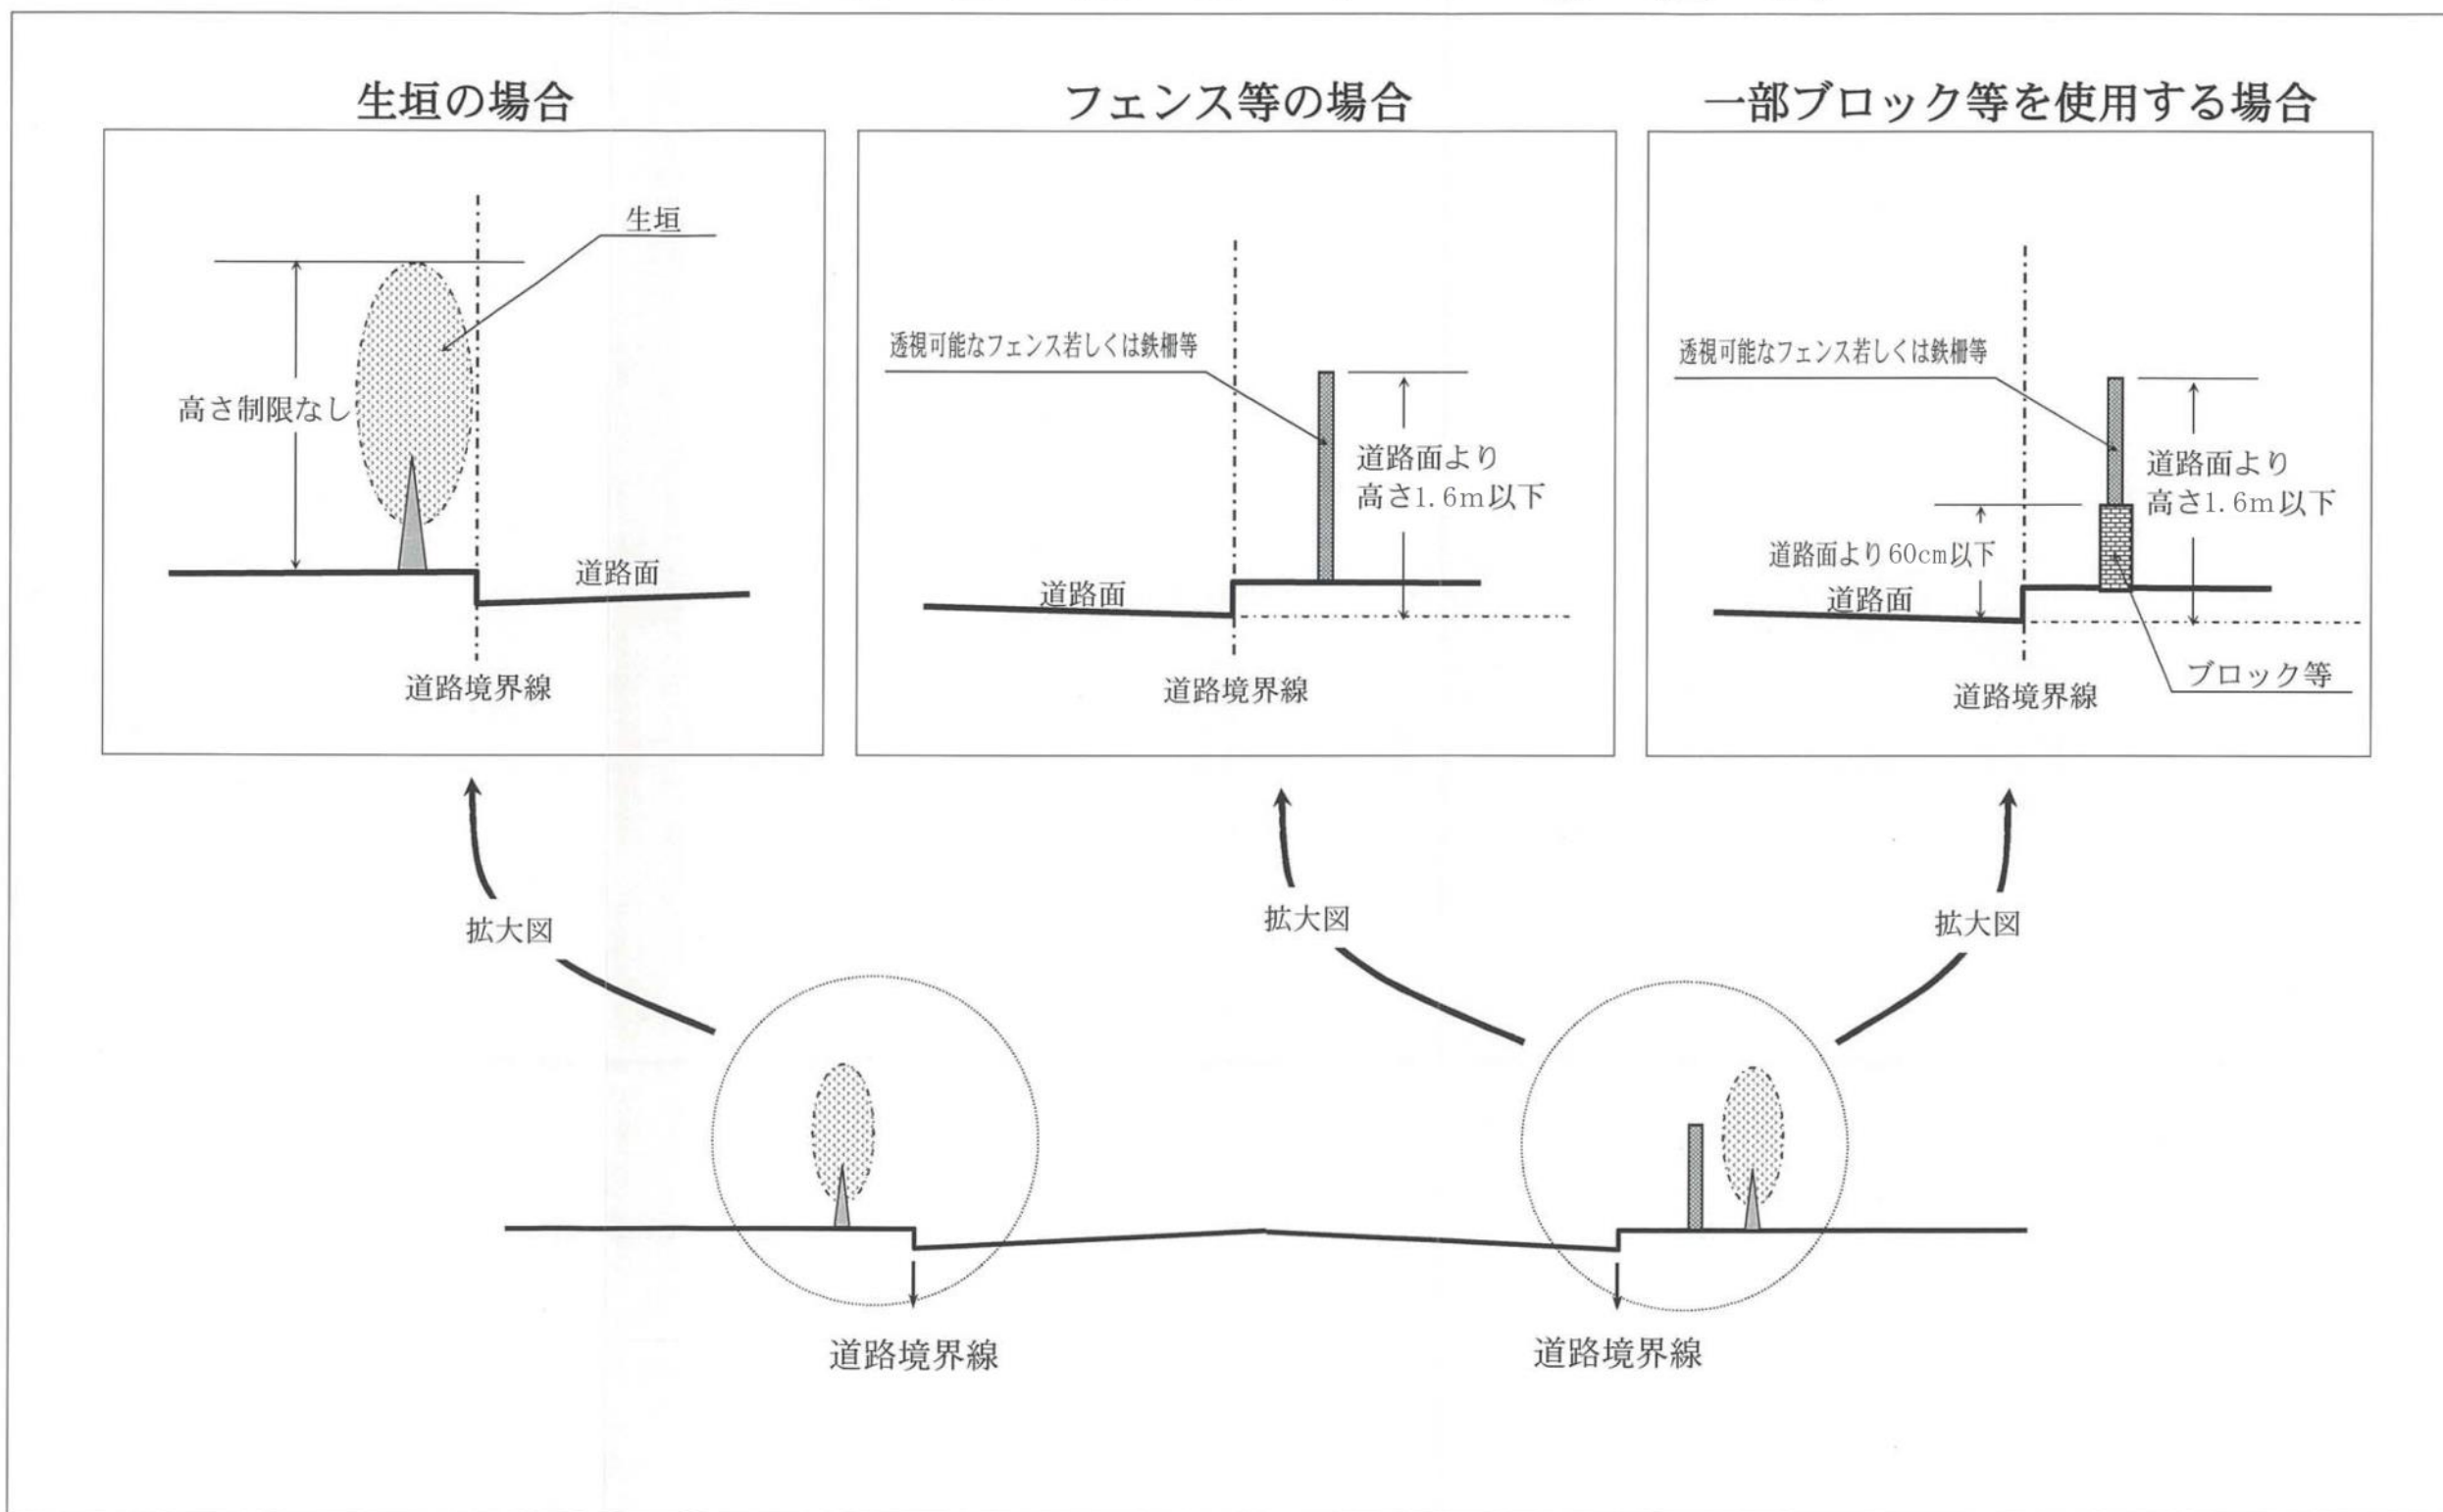 生垣の場合
生垣
高さ制限なし
道路面
道路境界線
フェンス等の場合
透視可能なフェンス若しくは鉄柵等
道路面より
高さ1.6m以下
道路面
道路境界線
一部ブロック等を使用する場合
透視可能なフェンス若しくは鉄柵等
道路面より
高さ1.6m以下
道路面より60cm以下
道路面
ブロック等
道路境界線
拡大図
拡大図
拡大図
道路境界線
道路境界線